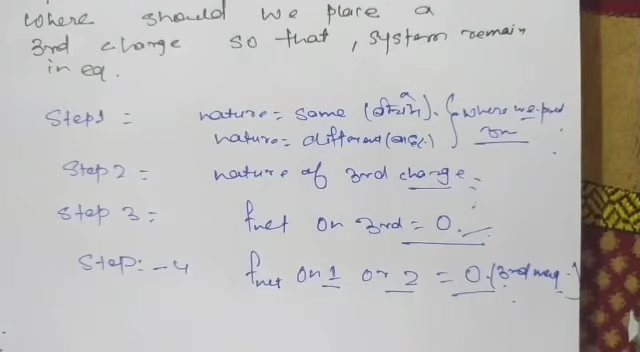 where should we place a
3rd charge so that, system remain
in eq.
Step1 = nature = same (बीच में). where we put
nature = different (बाहर)
Step 2 = nature of 3rd charge =
Step 3 = fnet on 3rd = 0.
Step: - 4 fnet on 1 or 2 = 0. (3rd mag.)